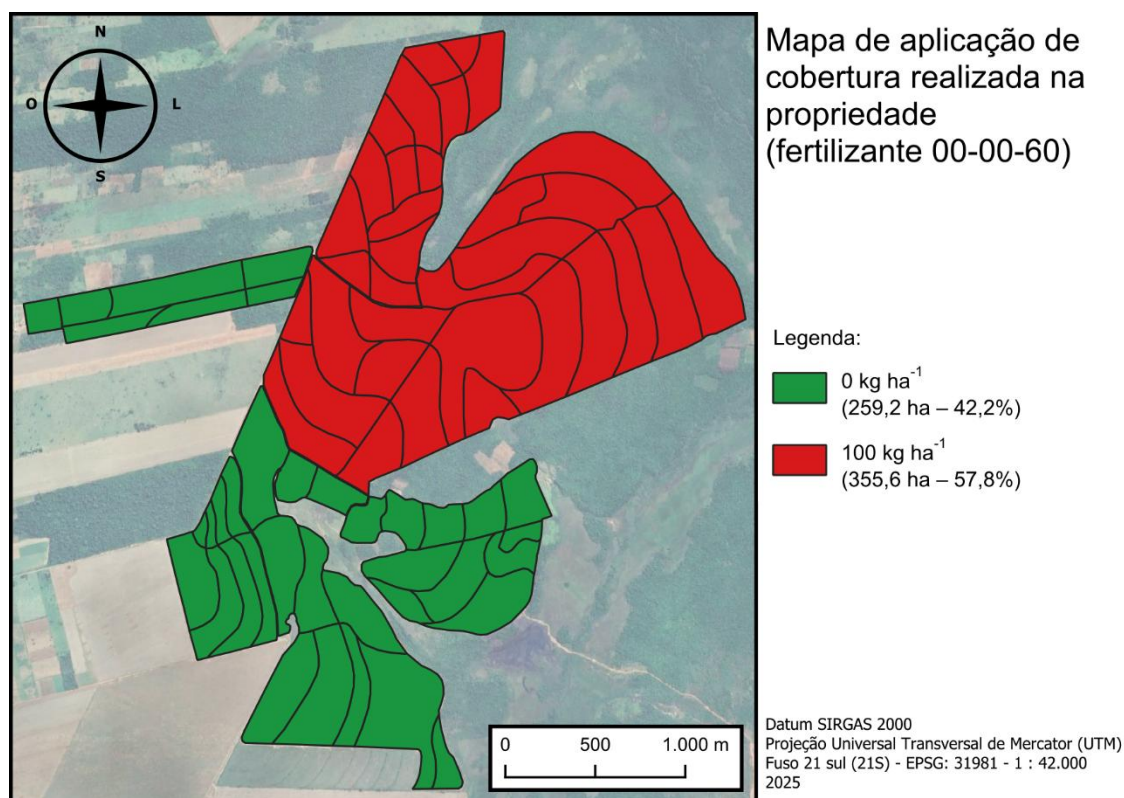 N
O
L
S
Mapa de aplicação de
cobertura realizada na
propriedade
(fertilizante 00-00-60)
Legenda:
0 kg ha⁻¹
(259,2 ha – 42,2%)
100 kg ha⁻¹
(355,6 ha – 57,8%)
0 500 1.000 m
Datum SIRGAS 2000
Projeção Universal Transversal de Mercator (UTM)
Fuso 21 sul (21S) - EPSG: 31981 - 1 : 42.000
2025